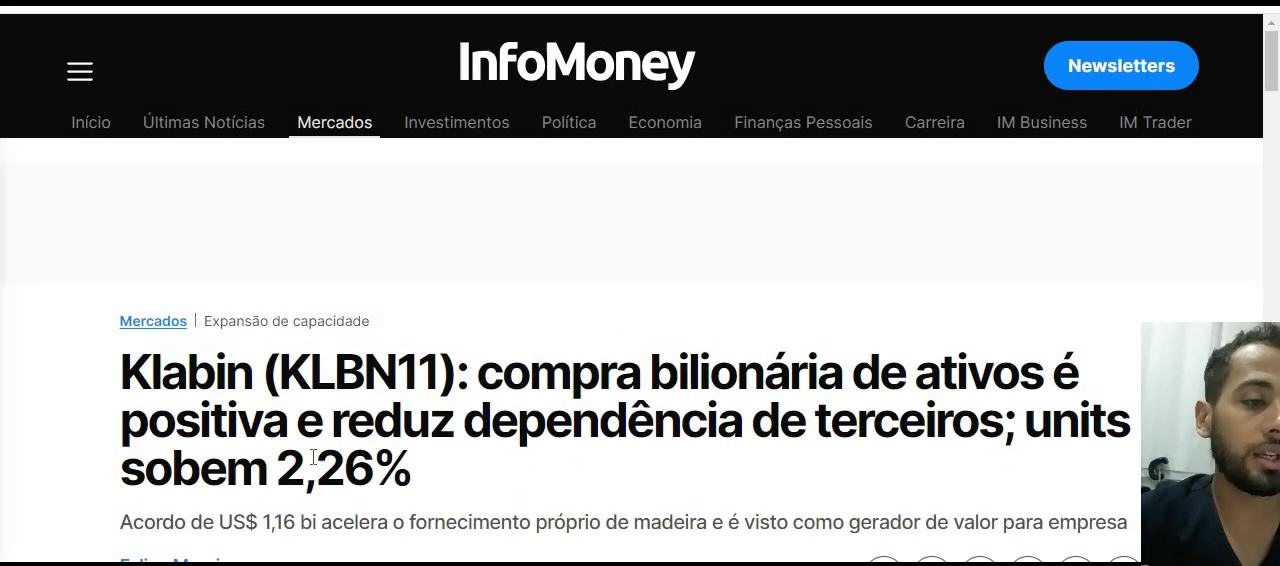 InfoMoney
Newsletters
Início Últimas Notícias Mercados Investimentos Política Economia Finanças Pessoais Carreira IM Business IM Trader
Mercados | Expansão de capacidade
Klabin (KLBN11): compra bilionária de ativos é
positiva e reduz dependência de terceiros; units
sobem 2,26%
Acordo de US$ 1,16 bi acelera o fornecimento próprio de madeira e é visto como gerador de valor para empresa